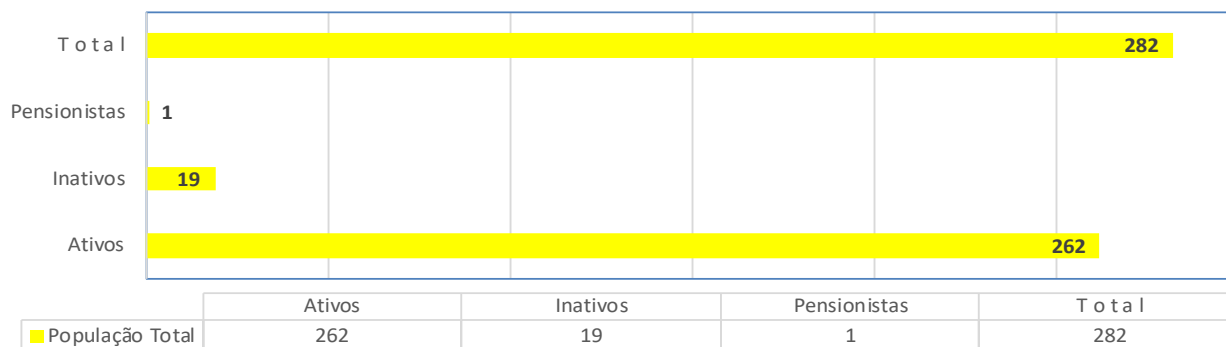 T o t a l 282
Pensionistas 1
Inativos 19
Ativos 262
Ativos Inativos Pensionistas T o t a l
População Total 262 19 1 282